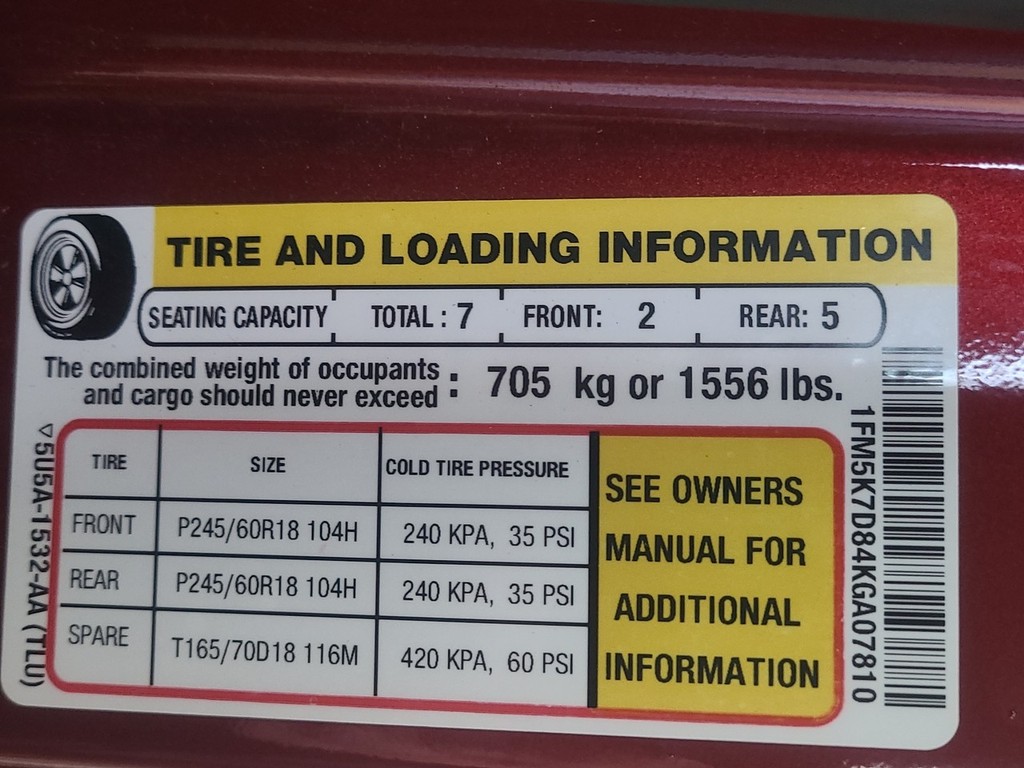 TIRE AND LOADING INFORMATION
SEATING CAPACITY TOTAL : 7 FRONT: 2 REAR: 5
The combined weight of occupants
and cargo should never exceed : 705 kg or 1556 lbs.
TIRE SIZE COLD TIRE PRESSURE
FRONT P245/60R18 104H 240 KPA, 35 PSI
REAR P245/60R18 104H 240 KPA, 35 PSI
SPARE T165/70D18 116M 420 KPA, 60 PSI
SEE OWNERS
MANUAL FOR
ADDITIONAL
INFORMATION
5U5A-1532-AA (TLU)
1FM5K7D84KGA07810